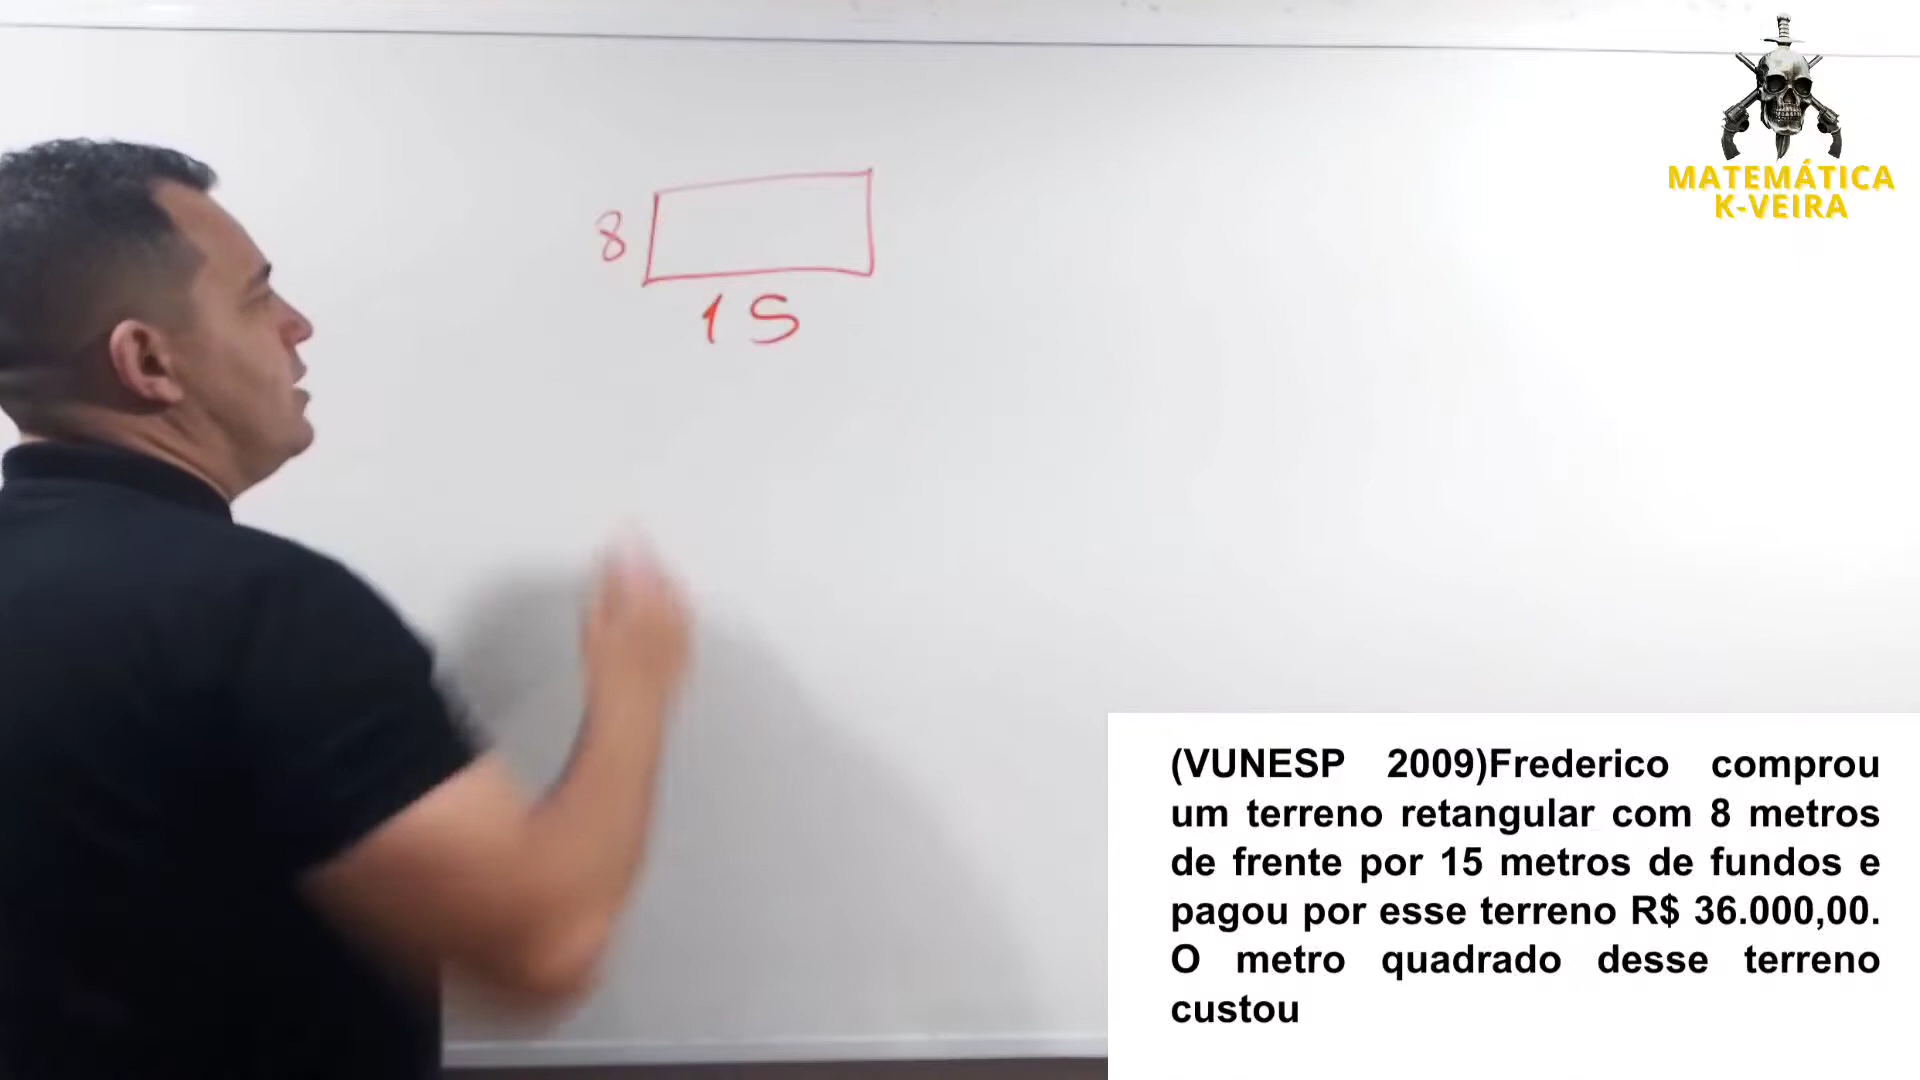 MATEMÁTICA
K-VEIRA
8
15
(VUNESP 2009)Frederico comprou
um terreno retangular com 8 metros
de frente por 15 metros de fundos e
pagou por esse terreno R$ 36.000,00.
O metro quadrado desse terreno
custou